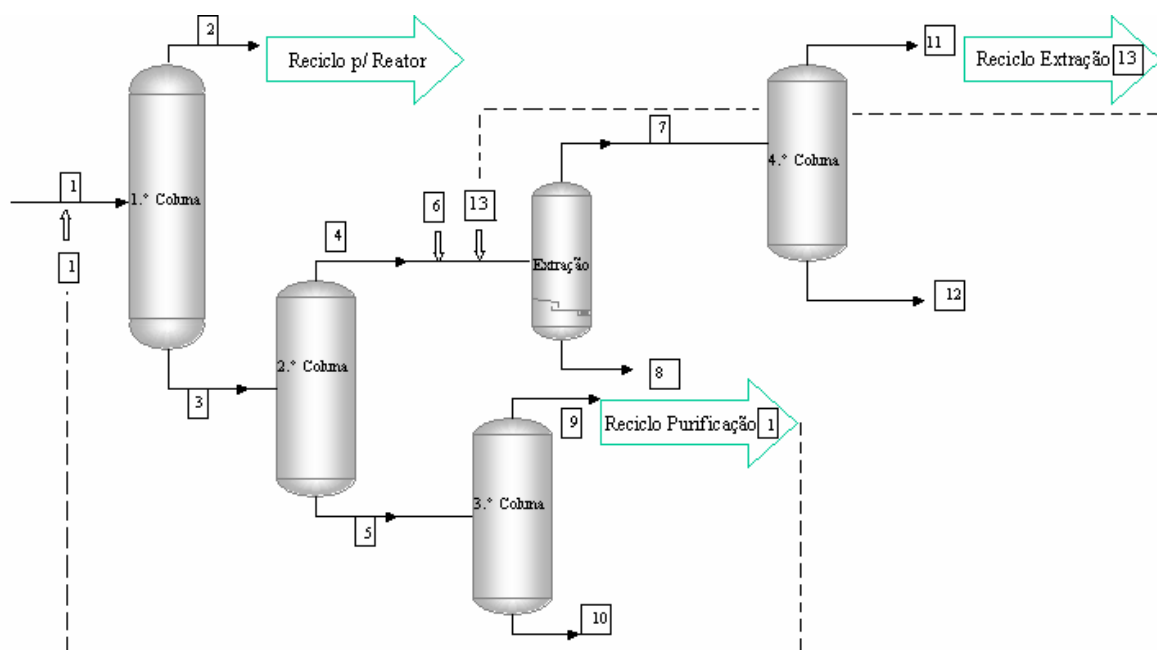 2
Reciclo p/ Reator
11
Reciclo Extração 13
7
1
1.ª Coluna
4.ª Coluna
6
13
4
Extração
1
2.ª Coluna
8
3
9
Reciclo Purificação 1
3.ª Coluna
5
12
10